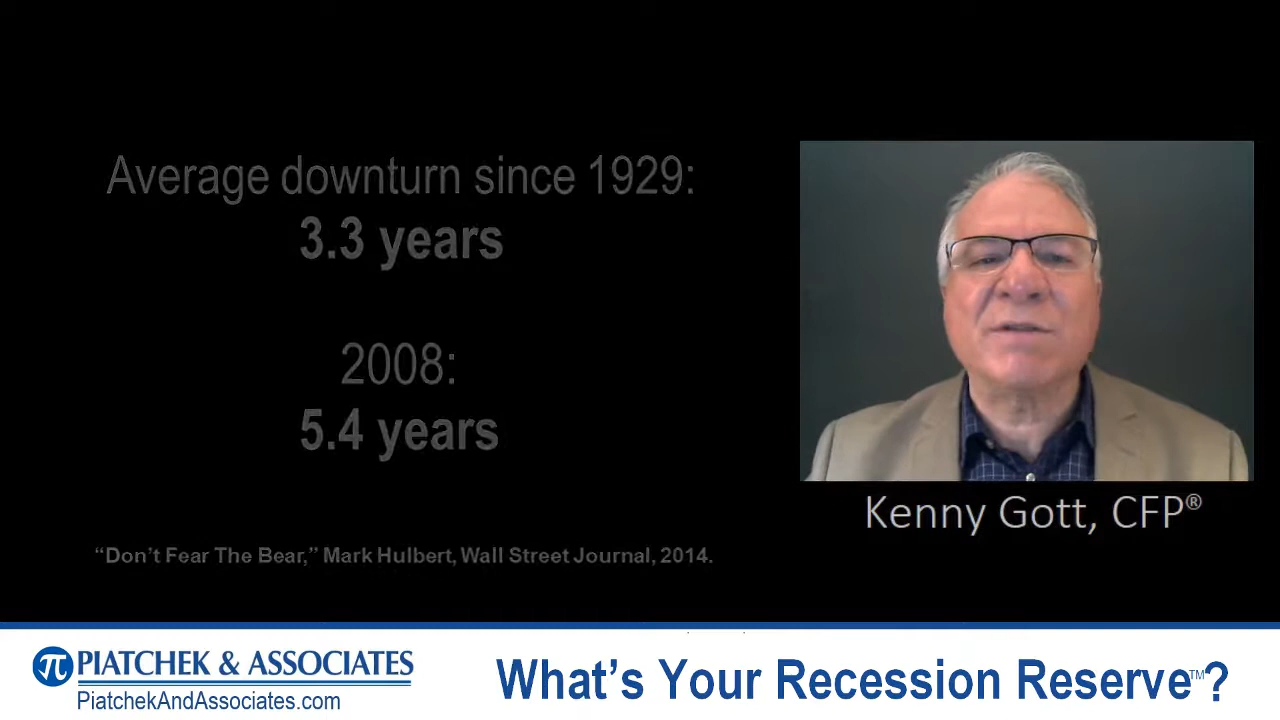 Average downturn since 1929:
3.3 years
2008:
5.4 years
“Don’t Fear The Bear,” Mark Hulbert, Wall Street Journal, 2014.
Kenny Gott, CFP®
π PIATCHEK & ASSOCIATES
PiatchekAndAssociates.com
What’s Your Recession Reserve™?